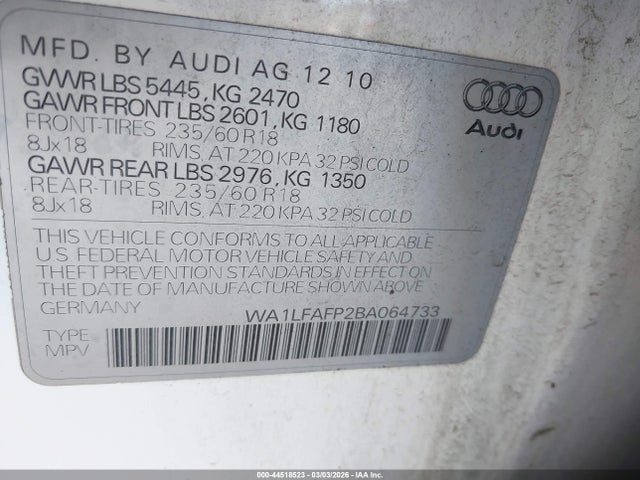 MFD. BY AUDI AG 12 10
GVWR LBS 5445, KG 2470
GAWR FRONT LBS 2601, KG 1180
FRONT-TIRES 235/60 R18
8Jx18 RIMS, AT 220 KPA 32 PSI COLD
GAWR REAR LBS 2976, KG 1350
REAR-TIRES 235/60 R18
8Jx18 RIMS, AT 220 KPA 32 PSI COLD
Audi
THIS VEHICLE CONFORMS TO ALL APPLICABLE
U.S. FEDERAL MOTOR VEHICLE SAFETY AND
THEFT PREVENTION STANDARDS IN EFFECT ON
THE DATE OF MANUFACTURE SHOWN ABOVE.
GERMANY WA1LFAFP2BA064733
TYPE
MPV
000-44518523 - 03/03/2026 - IAA Inc.